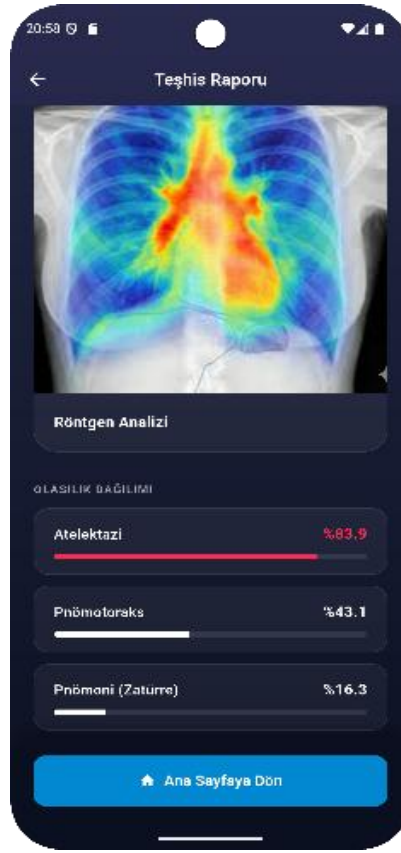 20:58
Teşhis Raporu
Röntgen Analizi
OLASILIK DAĞILIMI
Atelektazi %83.9
Pnömotoraks %43.1
Pnömoni (Zatürre) %16.3
Ana Sayfaya Dön